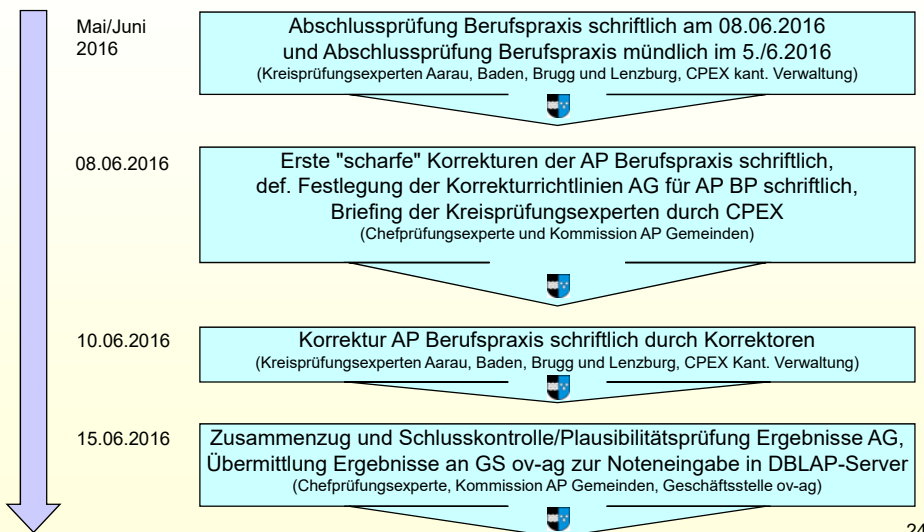 Mai/Juni
2016
Abschlussprüfung Berufspraxis schriftlich am 08.06.2016
und Abschlussprüfung Berufspraxis mündlich im 5./6.2016
(Kreisprüfungsexperten Aarau, Baden, Brugg und Lenzburg, CPEX kant. Verwaltung)
08.06.2016
Erste "scharfe" Korrekturen der AP Berufspraxis schriftlich,
def. Festlegung der Korrekturrichtlinien AG für AP BP schriftlich,
Briefing der Kreisprüfungsexperten durch CPEX
(Chefprüfungsexperte und Kommission AP Gemeinden)
10.06.2016
Korrektur AP Berufspraxis schriftlich durch Korrektoren
(Kreisprüfungsexperten Aarau, Baden, Brugg und Lenzburg, CPEX Kant. Verwaltung)
15.06.2016
Zusammenzug und Schlusskontrolle/Plausibilitätsprüfung Ergebnisse AG,
Übermittlung Ergebnisse an GS ov-ag zur Noteneingabe in DBLAP-Server
(Chefprüfungsexperte, Kommission AP Gemeinden, Geschäftsstelle ov-ag)
24